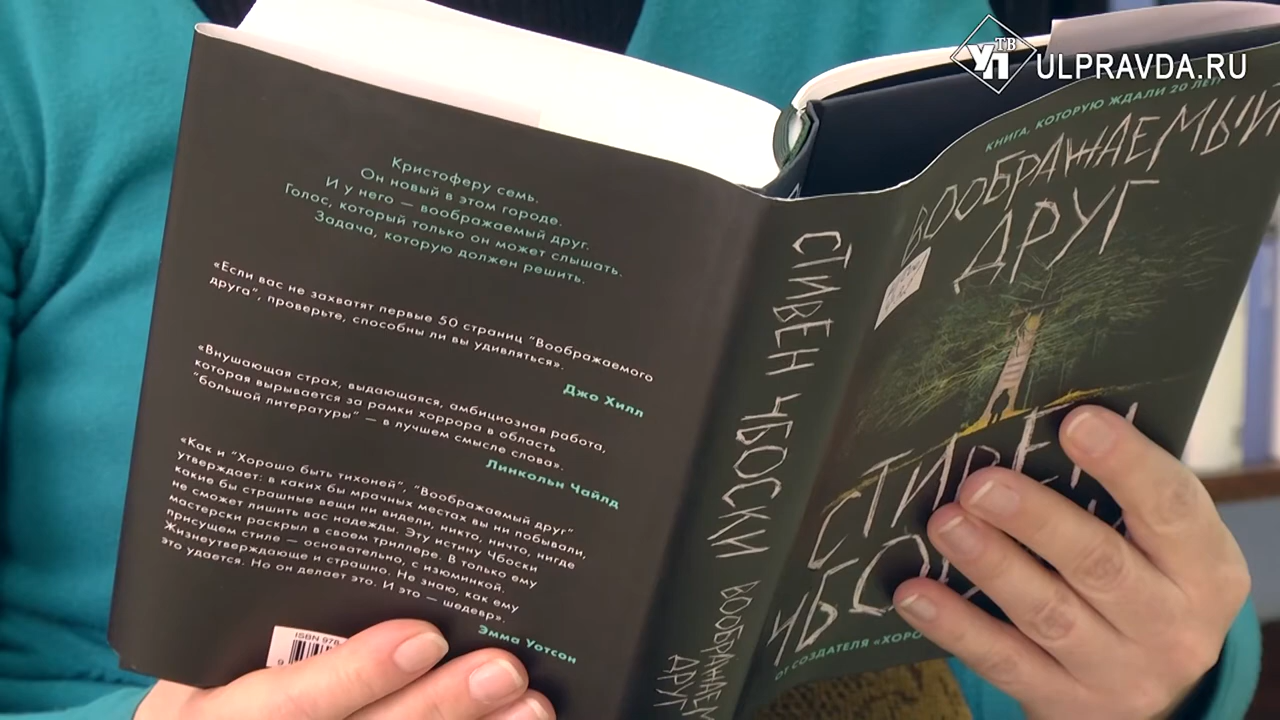 УП ТВ
ULPRAVDA.RU
Кристоферу семь.
Он новый в этом городе.
И у него — воображаемый друг.
Голос, который только он может слышать.
Задача, которую должен решить.
«Если вас не захватят первые 50 страниц "Воображаемого
друга", проверьте, способны ли вы удивляться».
Джо Хилл
«Внушающая страх, выдающаяся, амбициозная работа,
которая вырывается за рамки хоррора в область
"большой литературы" — в лучшем смысле слова».
Линкольн Чайлд
«Как и "Хорошо быть тихоней", "Воображаемый друг"
утверждает: в каких бы мрачных местах вы ни побывали,
какие бы страшные вещи ни видели, никто, ничто, нигде
не сможет лишить вас надежды. Эту истину Чбоски
мастерски раскрыл в своем триллере. В только ему
присущем стиле — основательно, с изюминкой.
Жизнеутверждающе и страшно. Не знаю, как ему
это удается. Но он делает это. И это — шедевр».
Эмма Уотсон
ISBN 978-
9
СТИВЕН ЧБОСКИ
ВООБРАЖАЕМ
ДРУГ
КНИГА, КОТОРУЮ ЖДАЛИ 20 ЛЕТ!
ВООБРАЖАЕМЫЙ
ДРУГ
СТИВЕН
ЧБО
ОТ СОЗДАТЕЛЯ «ХОРО